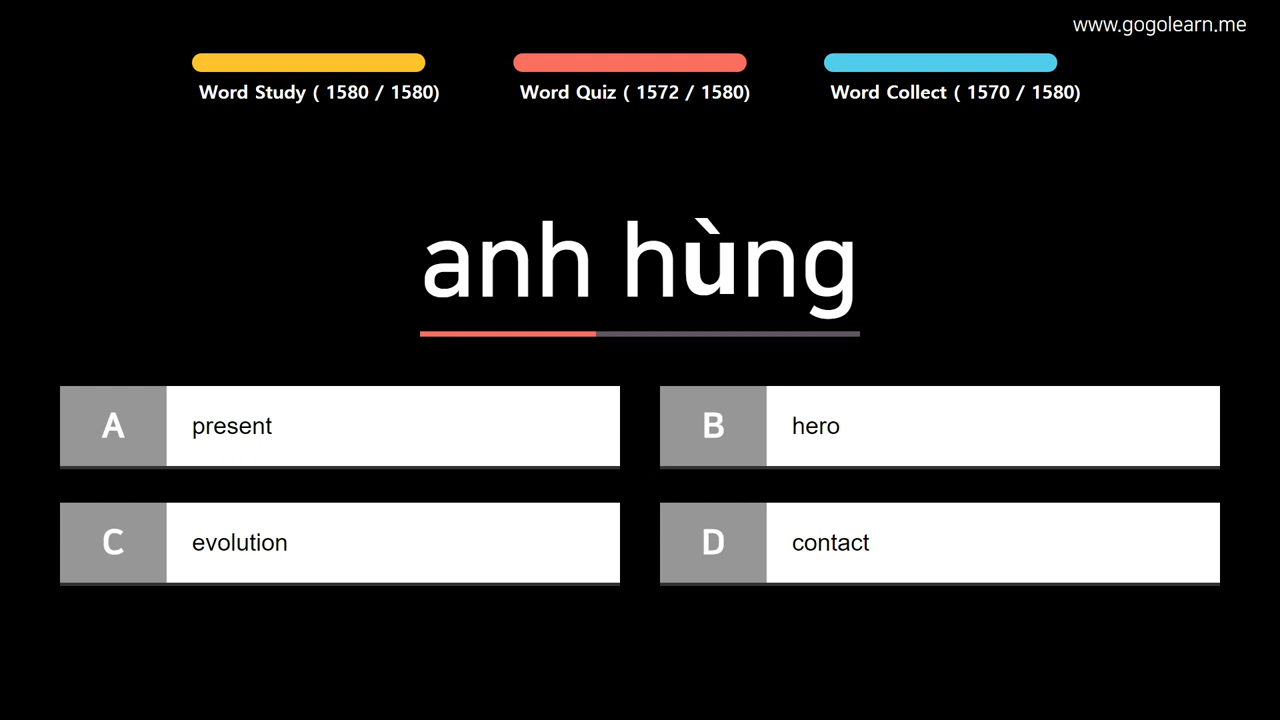 www.gogolearn.me
Word Study ( 1580 / 1580)
Word Quiz ( 1572 / 1580)
Word Collect ( 1570 / 1580)
anh hùng
A present
B hero
C evolution
D contact